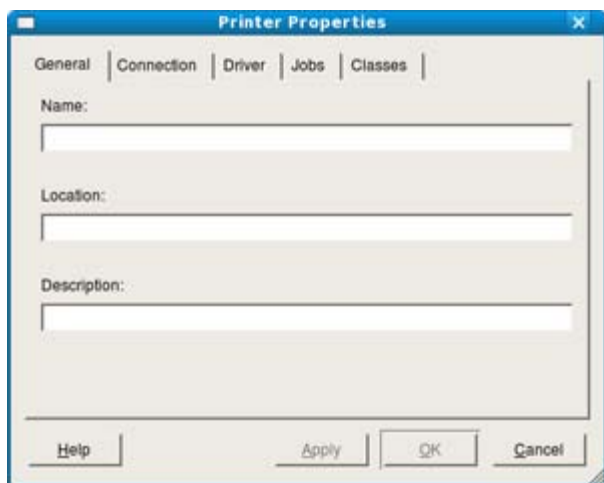 Printer Properties
General Connection Driver Jobs Classes
Name:
Location:
Description:
Help Apply OK Cancel